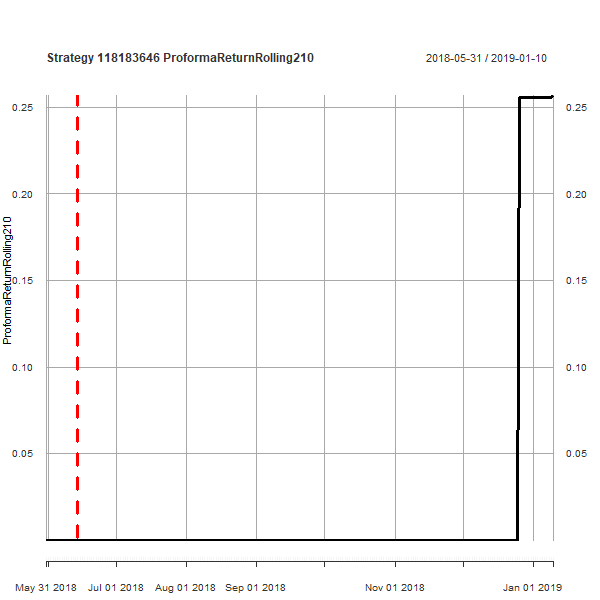 Strategy 118183646 ProformaReturnRolling210
2018-05-31 / 2019-01-10
ProformaReturnRolling210
0.25
0.20
0.15
0.10
0.05
0.25
0.20
0.15
0.10
0.05
May 31 2018
Jul 01 2018
Aug 01 2018
Sep 01 2018
Nov 01 2018
Jan 01 2019